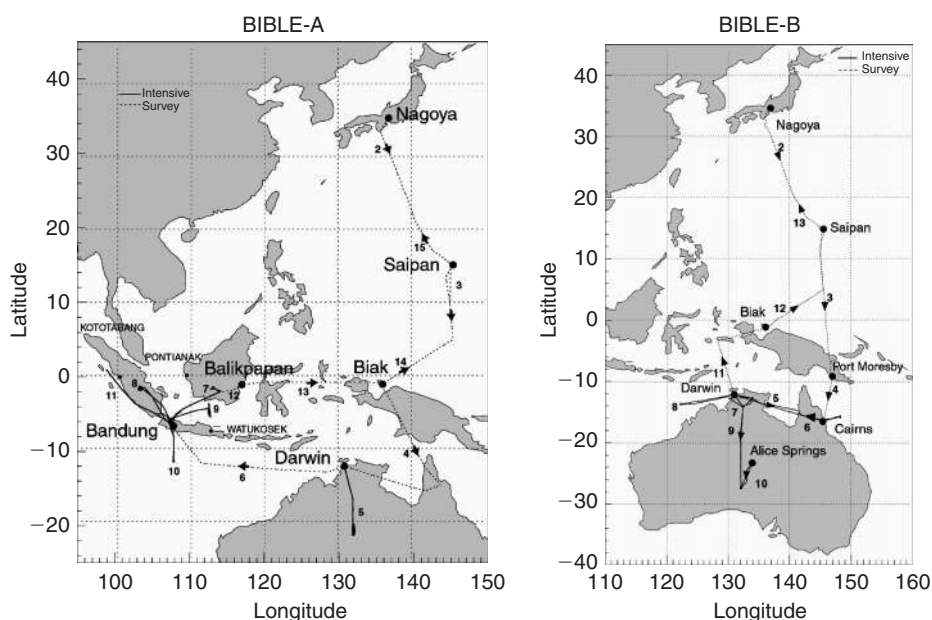 BIBLE-A
Intensive
Survey
Latitude
40
30
20
10
0
−10
−20
100 110 120 130 140 150
Longitude
Nagoya
2
15
Saipan
3
KOTOTABANG
PONTIANAK
Balikpapan
Biak
14
8
7
12
13
11
9
Bandung
WATUKOSEK
10
6
Darwin
4
5
BIBLE-B
Intensive
Survey
Latitude
40
30
20
10
0
−10
−20
−30
−40
110 120 130 140 150 160
Longitude
Nagoya
2
13
Saipan
3
12
Biak
11
Port Moresby
Darwin
4
5
8
7
6
Cairns
9
Alice Springs
10